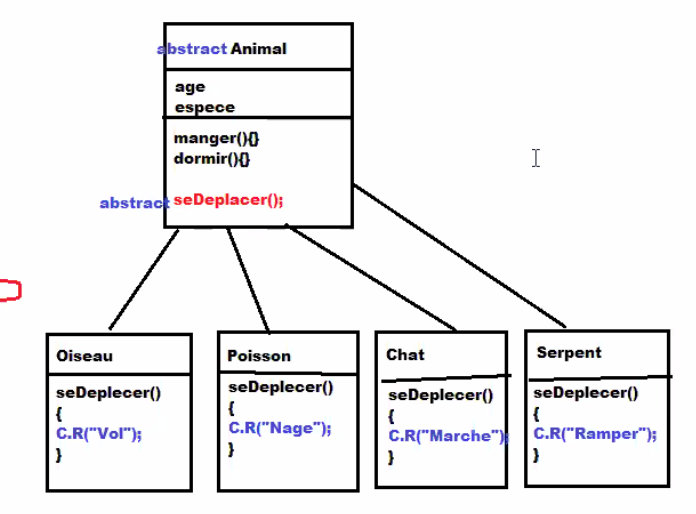 abstract Animal
age
espece
manger(){}
dormir(){}
abstract seDeplacer();
Oiseau
seDeplecer()
{
C.R("Vol");
}
Poisson
seDeplecer()
{
C.R("Nage");
}
Chat
seDeplecer()
{
C.R("Marche");
}
Serpent
seDeplecer()
{
C.R("Ramper");
}